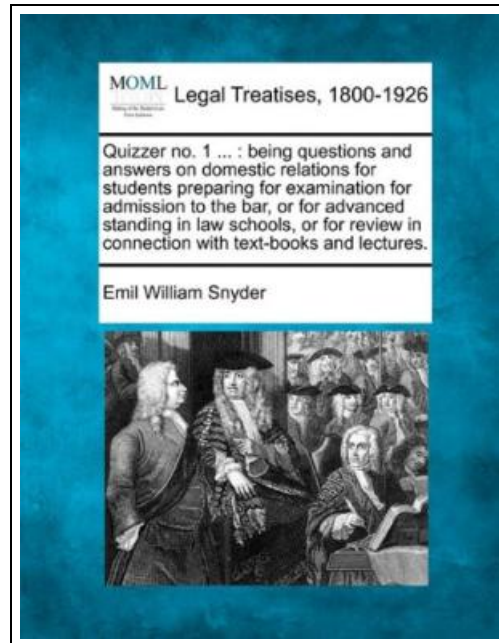 MOML Legal Treatises, 1800-1926
Quizzer no. 1 ... : being questions and
answers on domestic relations for
students preparing for examination for
admission to the bar, or for advanced
standing in law schools, or for review in
connection with text-books and lectures.
Emil William Snyder